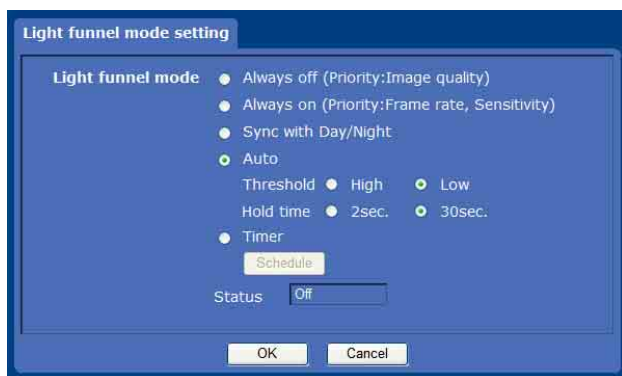 Light funnel mode setting
Light funnel mode Always off (Priority:Image quality)
Always on (Priority:Frame rate, Sensitivity)
Sync with Day/Night
Auto
Threshold High Low
Hold time 2sec. 30sec.
Timer
Schedule
Status Off
OK Cancel